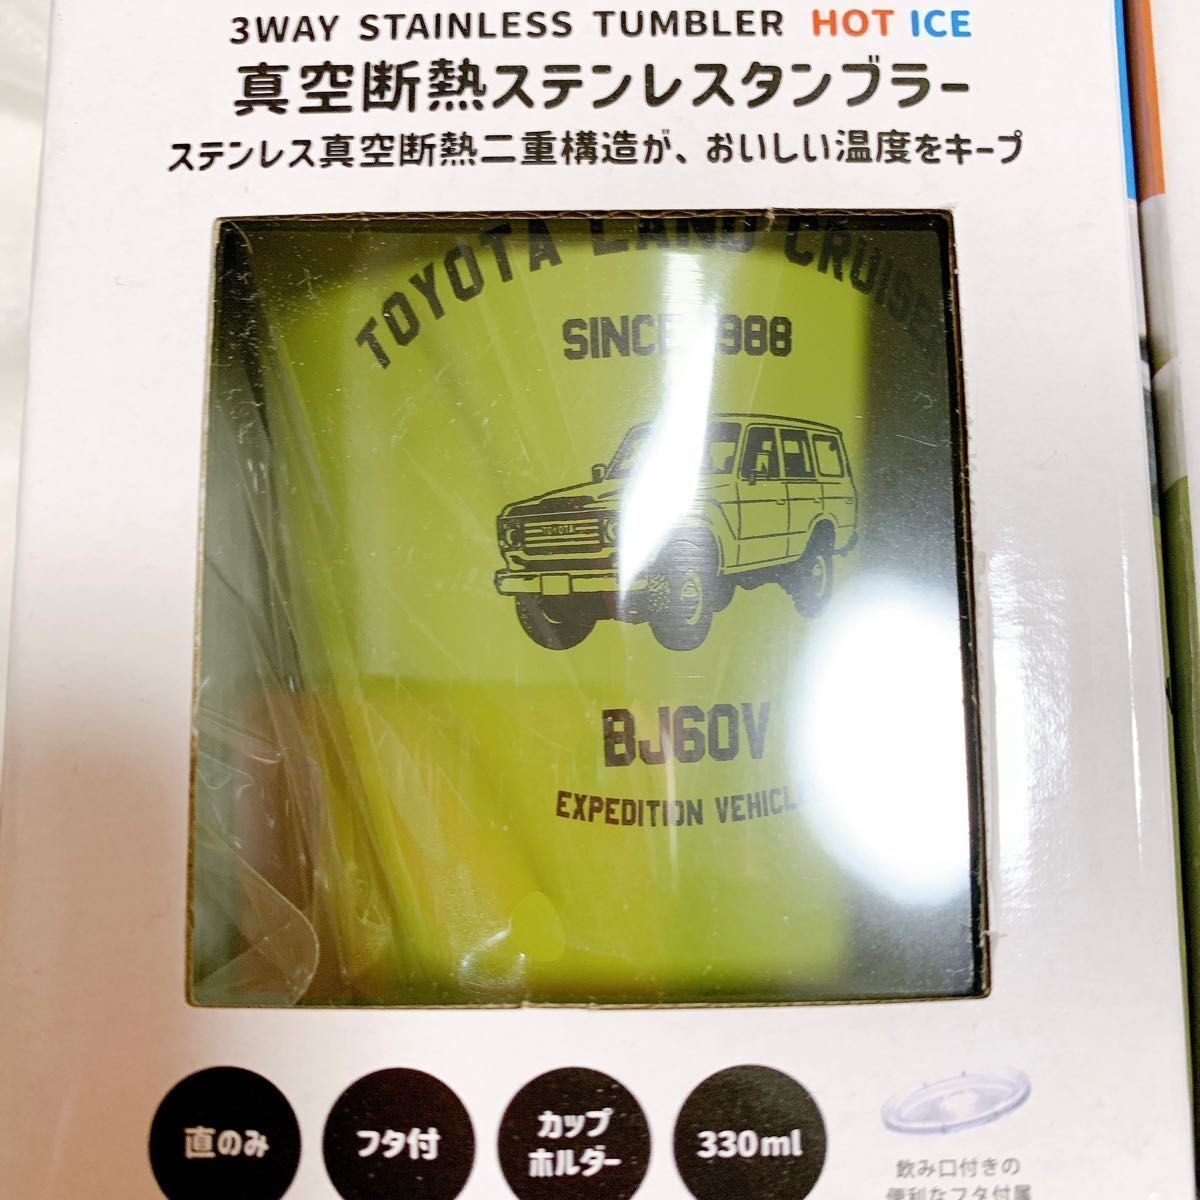 3WAY STAINLESS TUMBLER HOT ICE
真空断熱ステンレスタンブラー
ステンレス真空断熱二重構造が、おいしい温度をキープ
TOYOTA LAND CRUISER
SINCE 1988
TOYOTA
BJ60V
EXPEDITION VEHICLE
直のみ
フタ付
カップ
ホルダー
330ml
飲み口付きの
便利なフタ付属